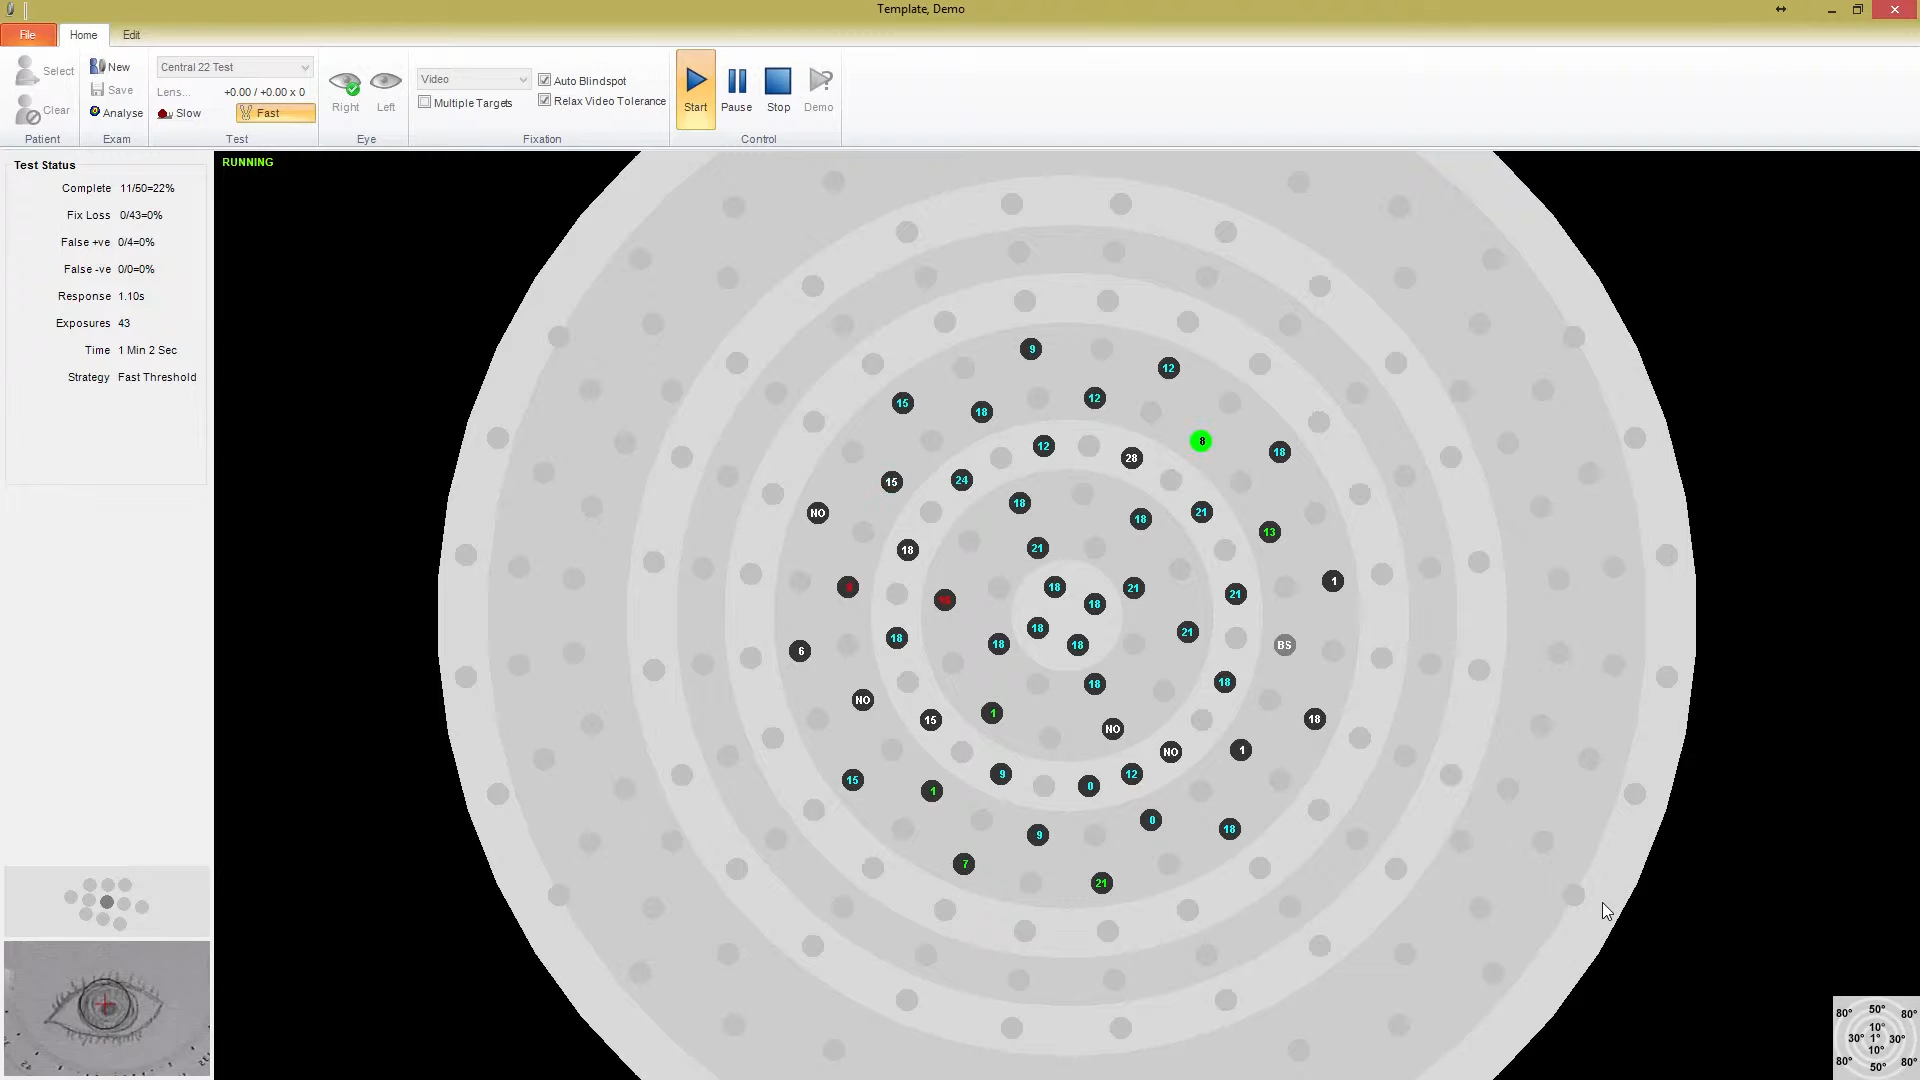 Template, Demo
File
Home
Edit
Select
Clear
Patient
New
Save
Analyse
Exam
Central 22 Test
Lens... +0.00 / +0.00 x 0
Slow
Fast
Test
Right
Left
Eye
Video
Multiple Targets
Auto Blindspot
Relax Video Tolerance
Fixation
Start
Pause
Stop
Demo
Control
Test Status
Complete 11/50=22%
Fix Loss 0/43=0%
False +ve 0/4=0%
False -ve 0/0=0%
Response 1.10s
Exposures 43
Time 1 Min 2 Sec
Strategy Fast Threshold
RUNNING
9
12
15
18
12
8
12
28
18
15
24
18
NO
21
18
13
18
21
1
18
21
21
18
18
21
18
BS
18
18
6
18
18
NO
1
18
15
NO
1
NO
15
9
12
1
0
0
18
9
7
21
80° 50° 80°
10°
30° 1° 30°
10°
80° 50° 80°